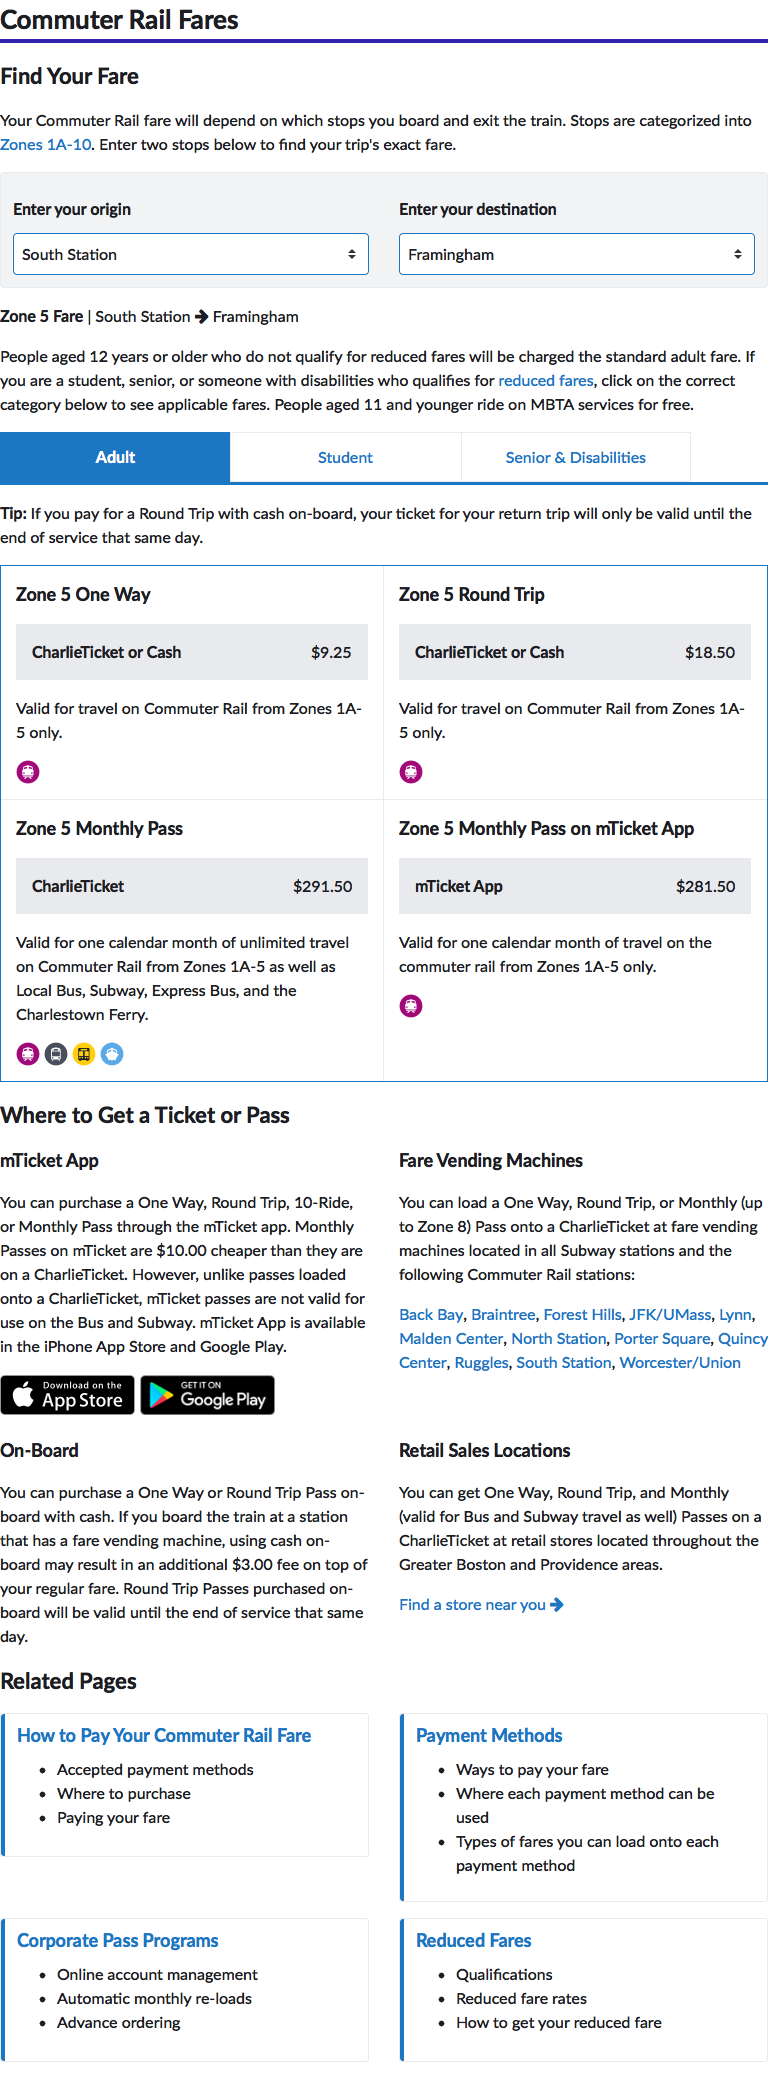 Commuter Rail Fares
Find Your Fare
Your Commuter Rail fare will depend on which stops you board and exit the train. Stops are categorized into
Zones 1A-10. Enter two stops below to find your trip's exact fare.
Enter your origin
South Station
Enter your destination
Framingham
Zone 5 Fare | South Station → Framingham
People aged 12 years or older who do not qualify for reduced fares will be charged the standard adult fare. If
you are a student, senior, or someone with disabilities who qualifies for reduced fares, click on the correct
category below to see applicable fares. People aged 11 and younger ride on MBTA services for free.
Adult
Student
Senior & Disabilities
Tip: If you pay for a Round Trip with cash on-board, your ticket for your return trip will only be valid until the
end of service that same day.
Zone 5 One Way
CharlieTicket or Cash $9.25
Valid for travel on Commuter Rail from Zones 1A-
5 only.
Zone 5 Round Trip
CharlieTicket or Cash $18.50
Valid for travel on Commuter Rail from Zones 1A-
5 only.
Zone 5 Monthly Pass
CharlieTicket $291.50
Valid for one calendar month of unlimited travel
on Commuter Rail from Zones 1A-5 as well as
Local Bus, Subway, Express Bus, and the
Charlestown Ferry.
Zone 5 Monthly Pass on mTicket App
mTicket App $281.50
Valid for one calendar month of travel on the
commuter rail from Zones 1A-5 only.
Where to Get a Ticket or Pass
mTicket App
You can purchase a One Way, Round Trip, 10-Ride,
or Monthly Pass through the mTicket app. Monthly
Passes on mTicket are $10.00 cheaper than they are
on a CharlieTicket. However, unlike passes loaded
onto a CharlieTicket, mTicket passes are not valid for
use on the Bus and Subway. mTicket App is available
in the iPhone App Store and Google Play.
Download on the
App Store
GET IT ON
Google Play
Fare Vending Machines
You can load a One Way, Round Trip, or Monthly (up
to Zone 8) Pass onto a CharlieTicket at fare vending
machines located in all Subway stations and the
following Commuter Rail stations:
Back Bay, Braintree, Forest Hills, JFK/UMass, Lynn,
Malden Center, North Station, Porter Square, Quincy
Center, Ruggles, South Station, Worcester/Union
On-Board
You can purchase a One Way or Round Trip Pass on-
board with cash. If you board the train at a station
that has a fare vending machine, using cash on-
board may result in an additional $3.00 fee on top of
your regular fare. Round Trip Passes purchased on-
board will be valid until the end of service that same
day.
Retail Sales Locations
You can get One Way, Round Trip, and Monthly
(valid for Bus and Subway travel as well) Passes on a
CharlieTicket at retail stores located throughout the
Greater Boston and Providence areas.
Find a store near you →
Related Pages
How to Pay Your Commuter Rail Fare
• Accepted payment methods
• Where to purchase
• Paying your fare
Payment Methods
• Ways to pay your fare
• Where each payment method can be
used
• Types of fares you can load onto each
payment method
Corporate Pass Programs
• Online account management
• Automatic monthly re-loads
• Advance ordering
Reduced Fares
• Qualifications
• Reduced fare rates
• How to get your reduced fare